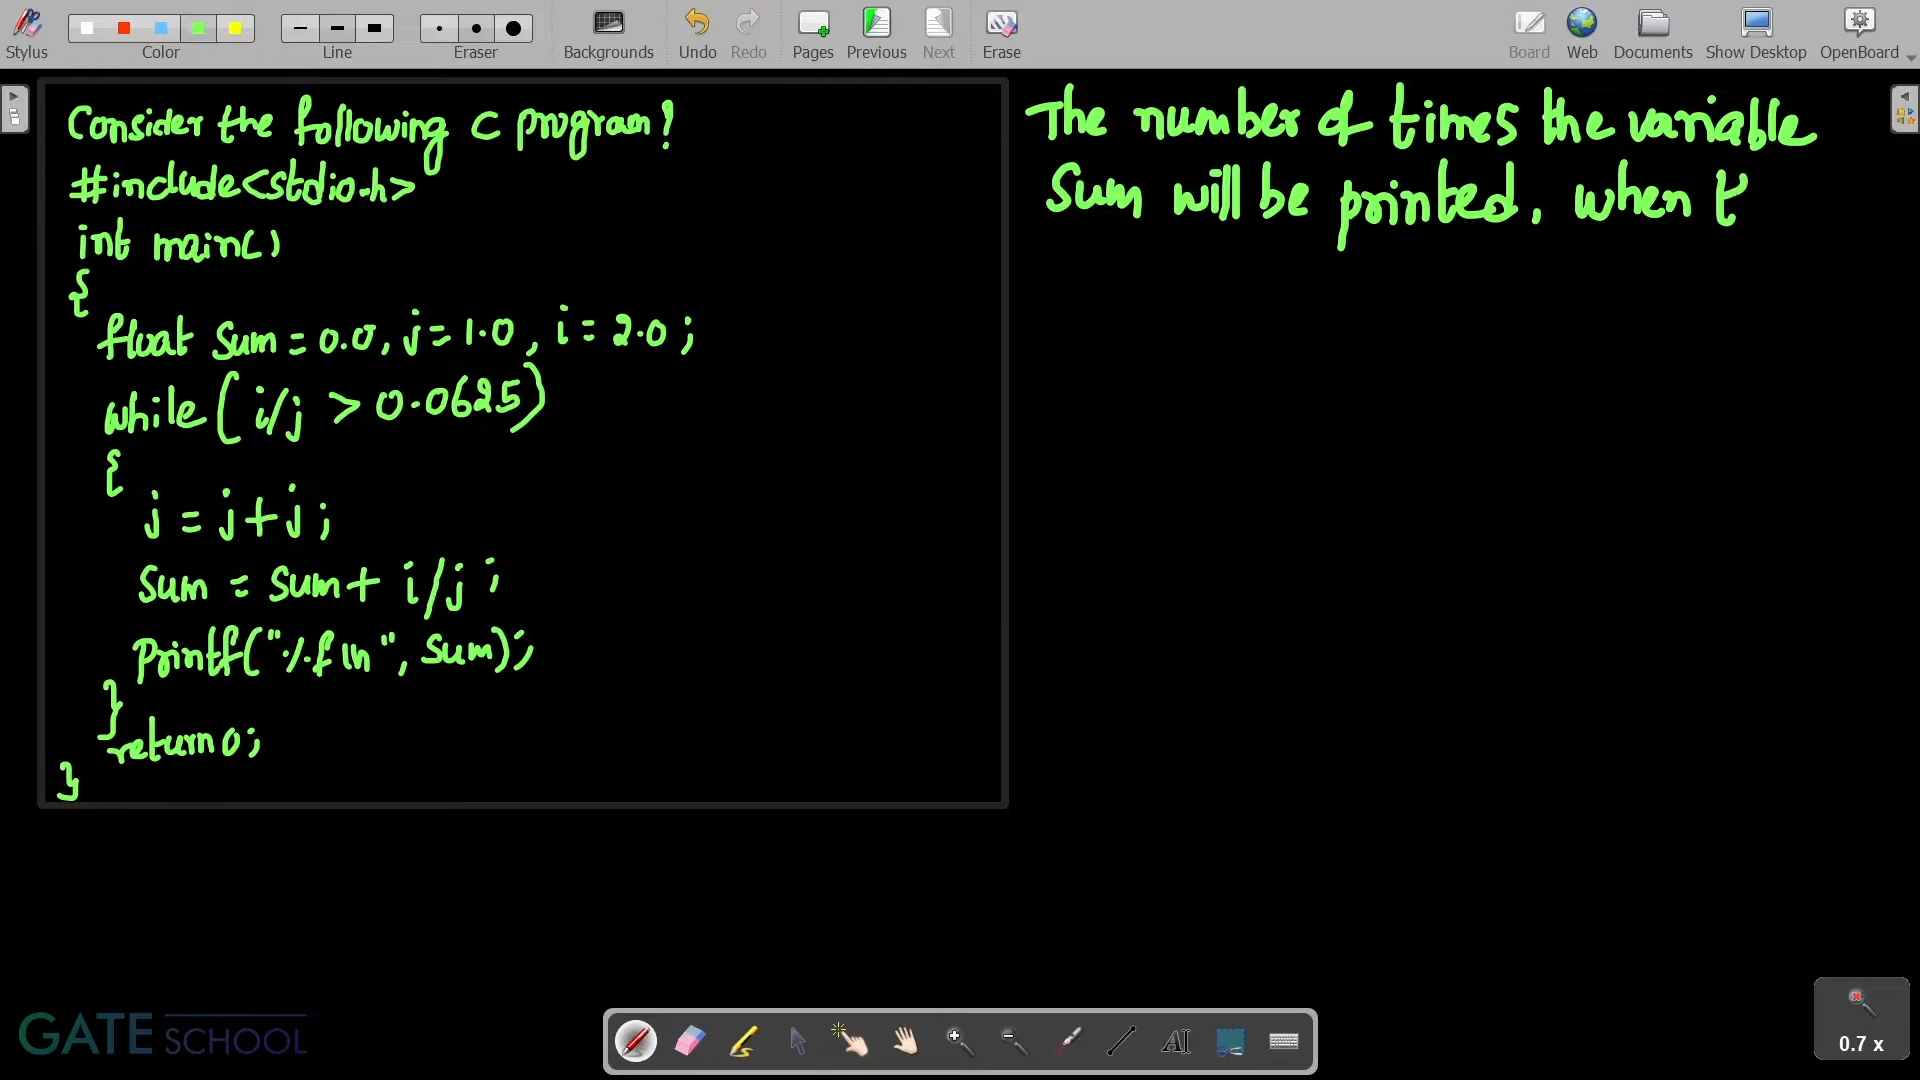 Stylus
Color
Line
Eraser
Backgrounds
Undo
Redo
Pages
Previous
Next
Erase
Board
Web
Documents
Show Desktop
OpenBoard
Consider the following C program?
#include<stdio.h>
int main()
{
float sum = 0.0, j = 1.0, i = 2.0;
while (i/j > 0.0625)
{
j = j+j;
sum = sum + i/j;
printf("%f\n", sum);
}
return 0;
}
The number of times the variable
sum will be printed, when t
GATE SCHOOL
AI
0.7 x